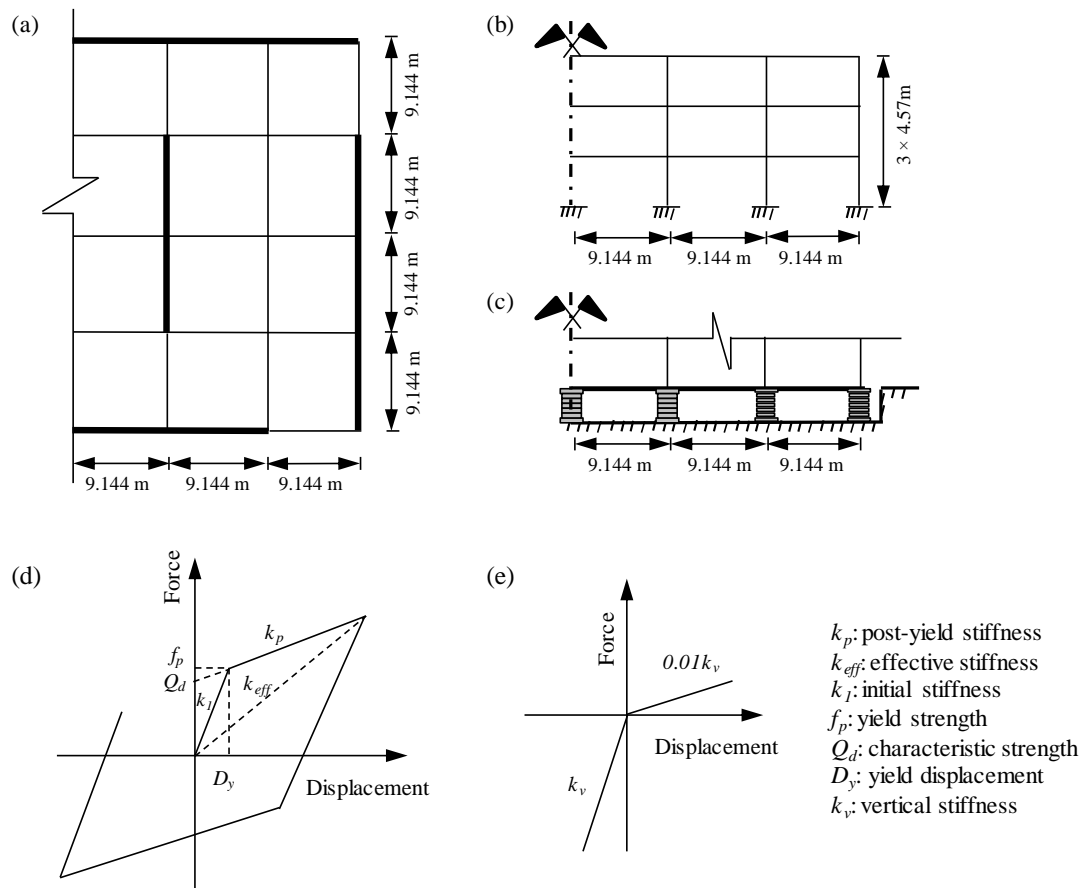 (a)
9.144 m
9.144 m
9.144 m
9.144 m
9.144 m
9.144 m
9.144 m
(b)
3 × 4.57m
9.144 m
9.144 m
9.144 m
(c)
9.144 m
9.144 m
9.144 m
(d)
Force
k_p
f_p
Q_d
k_1
k_eff
D_y
Displacement
(e)
Force
0.01k_v
Displacement
k_v
k_p: post-yield stiffness
k_eff: effective stiffness
k_1: initial stiffness
f_p: yield strength
Q_d: characteristic strength
D_y: yield displacement
k_v: vertical stiffness